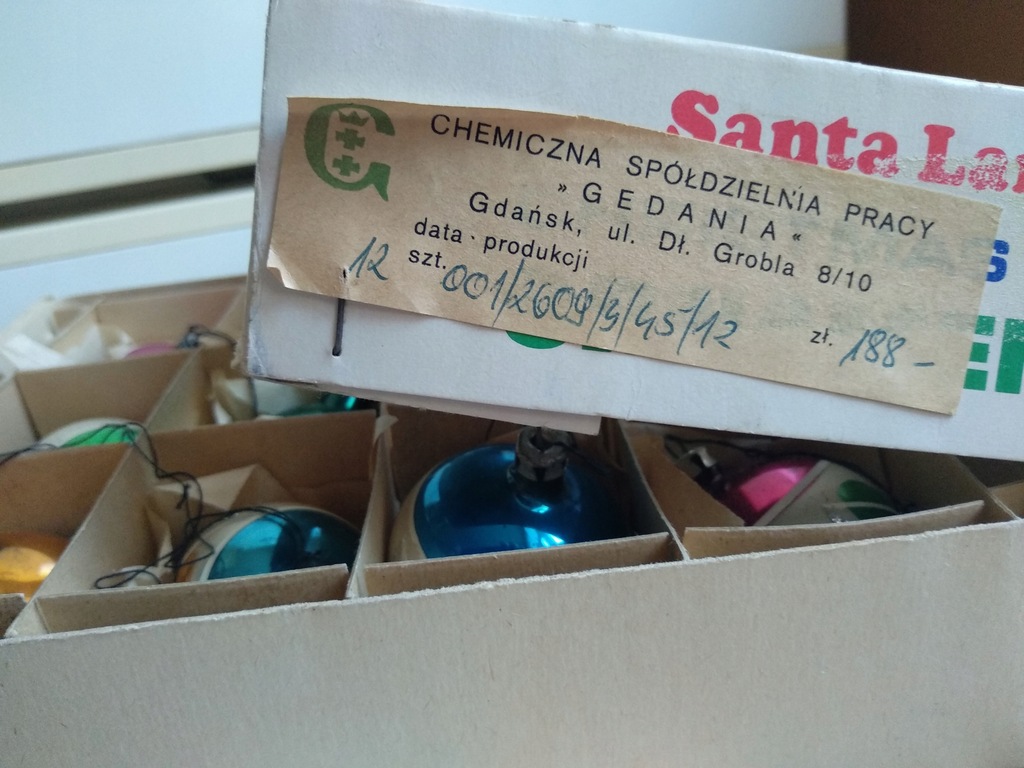 Santa
G
CHEMICZNA SPÓŁDZIELNIA PRACY
»GEDANIA«
Gdańsk, ul. Dł. Grobla 8/10
data produkcji
12 szt. 001/2609/3/45/12 zł. 188-